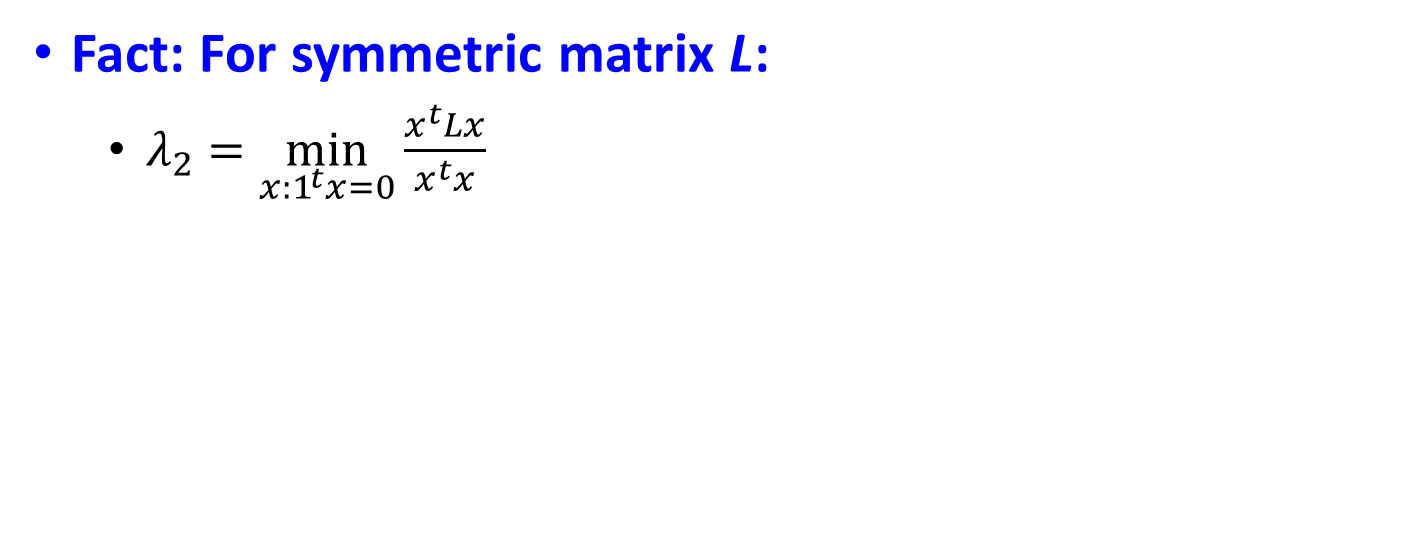 • Fact: For symmetric matrix L:
• λ₂ = min_{x:1ᵗx=0} xᵗLx / xᵗx